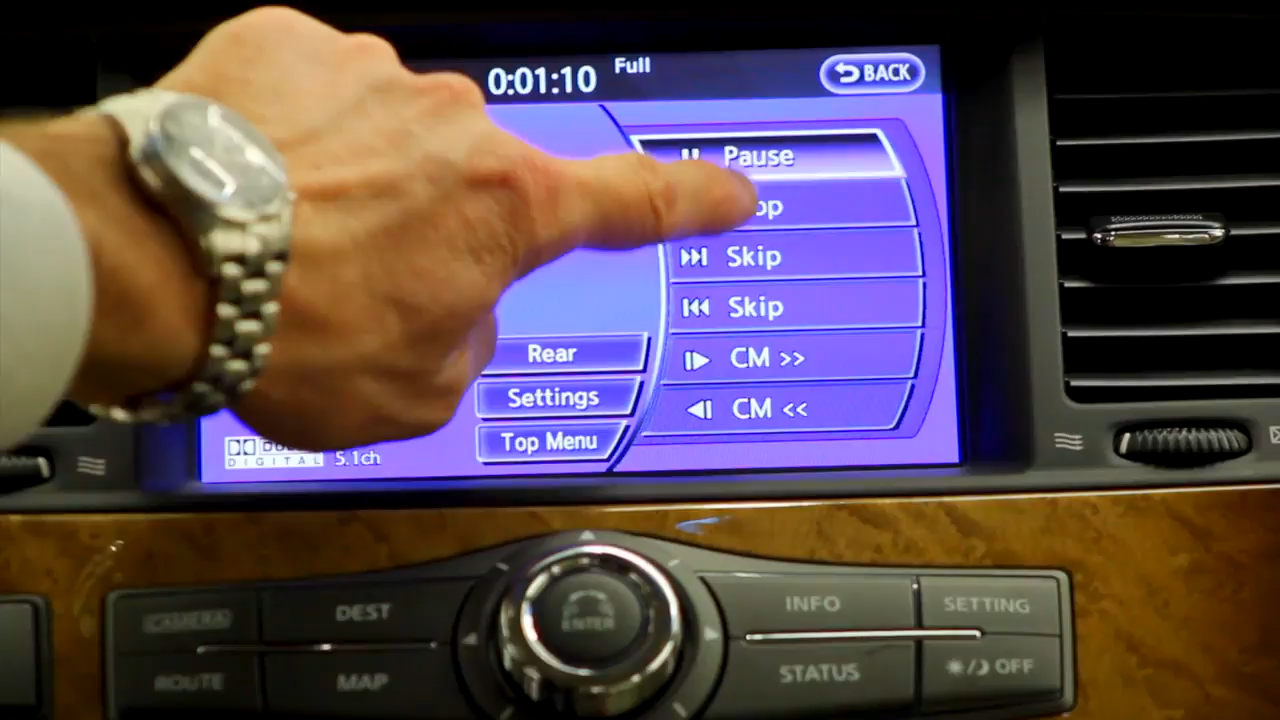 0:01:10 Full
BACK
Pause
op
Skip
Skip
CM >>
CM <<
Rear
Settings
Top Menu
DIGITAL 5.1ch
CAMERA DEST
ROUTE MAP
ENTER
INFO SETTING
STATUS OFF